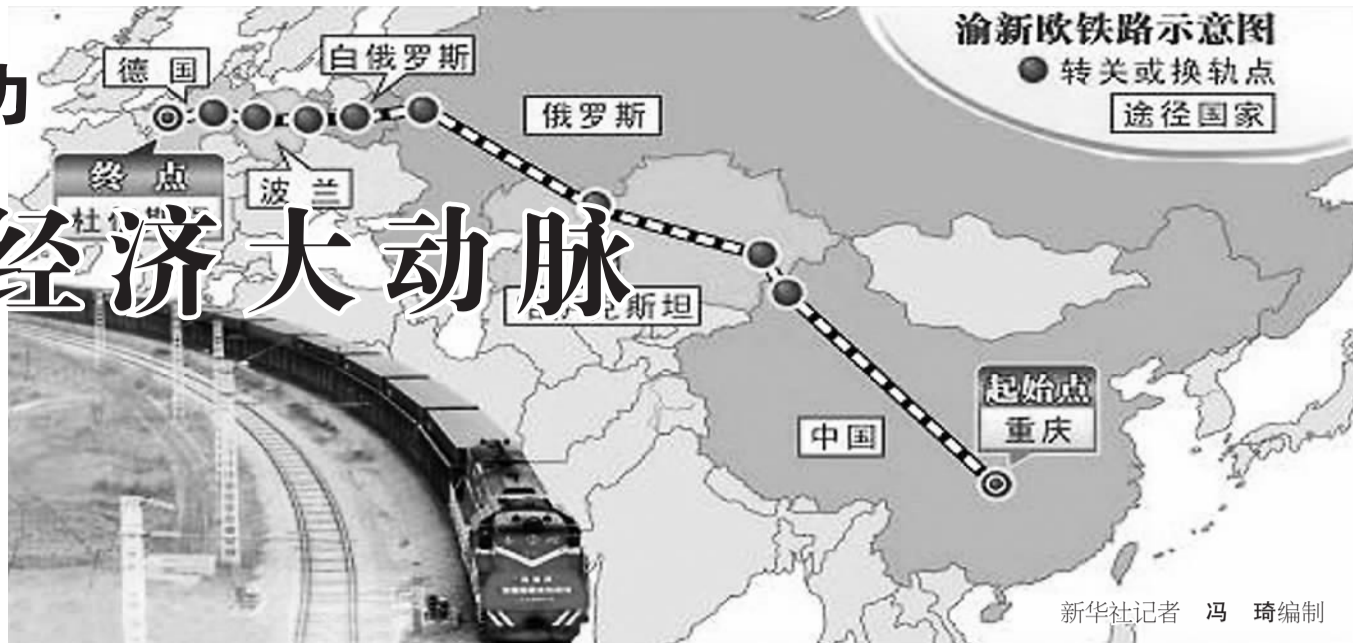 渝新欧铁路示意图
转关或换轨点
途径国家
德国
白俄罗斯
俄罗斯
终点
波兰
经济大动脉
斯坦
起始点
重庆
中国
新华社记者 冯 琦编制